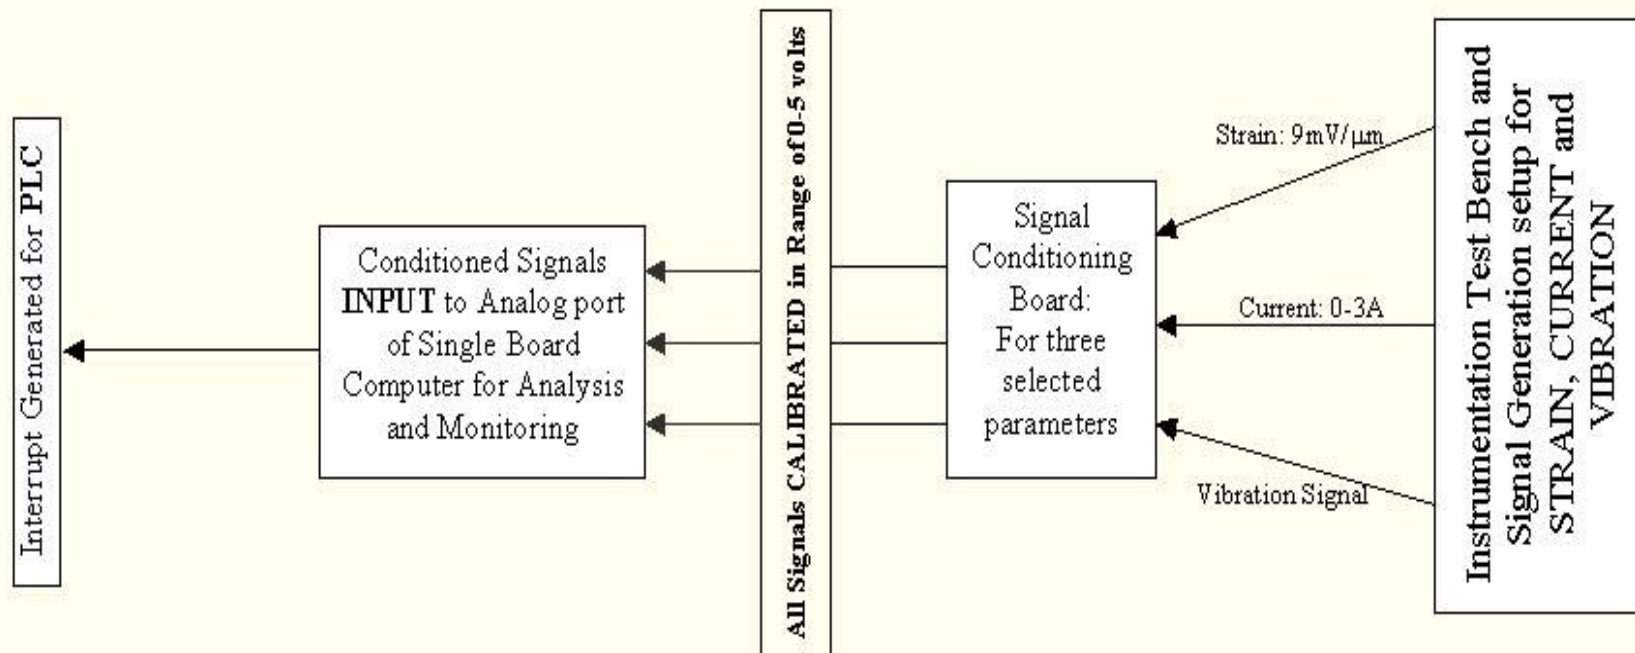 Interrupt Generated for PLC
Conditioned Signals
INPUT to Analog port
of Single Board
Computer for Analysis
and Monitoring
All Signals CALIBRATED in Range of 0-5 volts
Signal
Conditioning
Board:
For three
selected
parameters
Strain: 9mV/μm
Current: 0-3A
Vibration Signal
Instrumentation Test Bench and
Signal Generation setup for
STRAIN, CURRENT and
VIBRATION